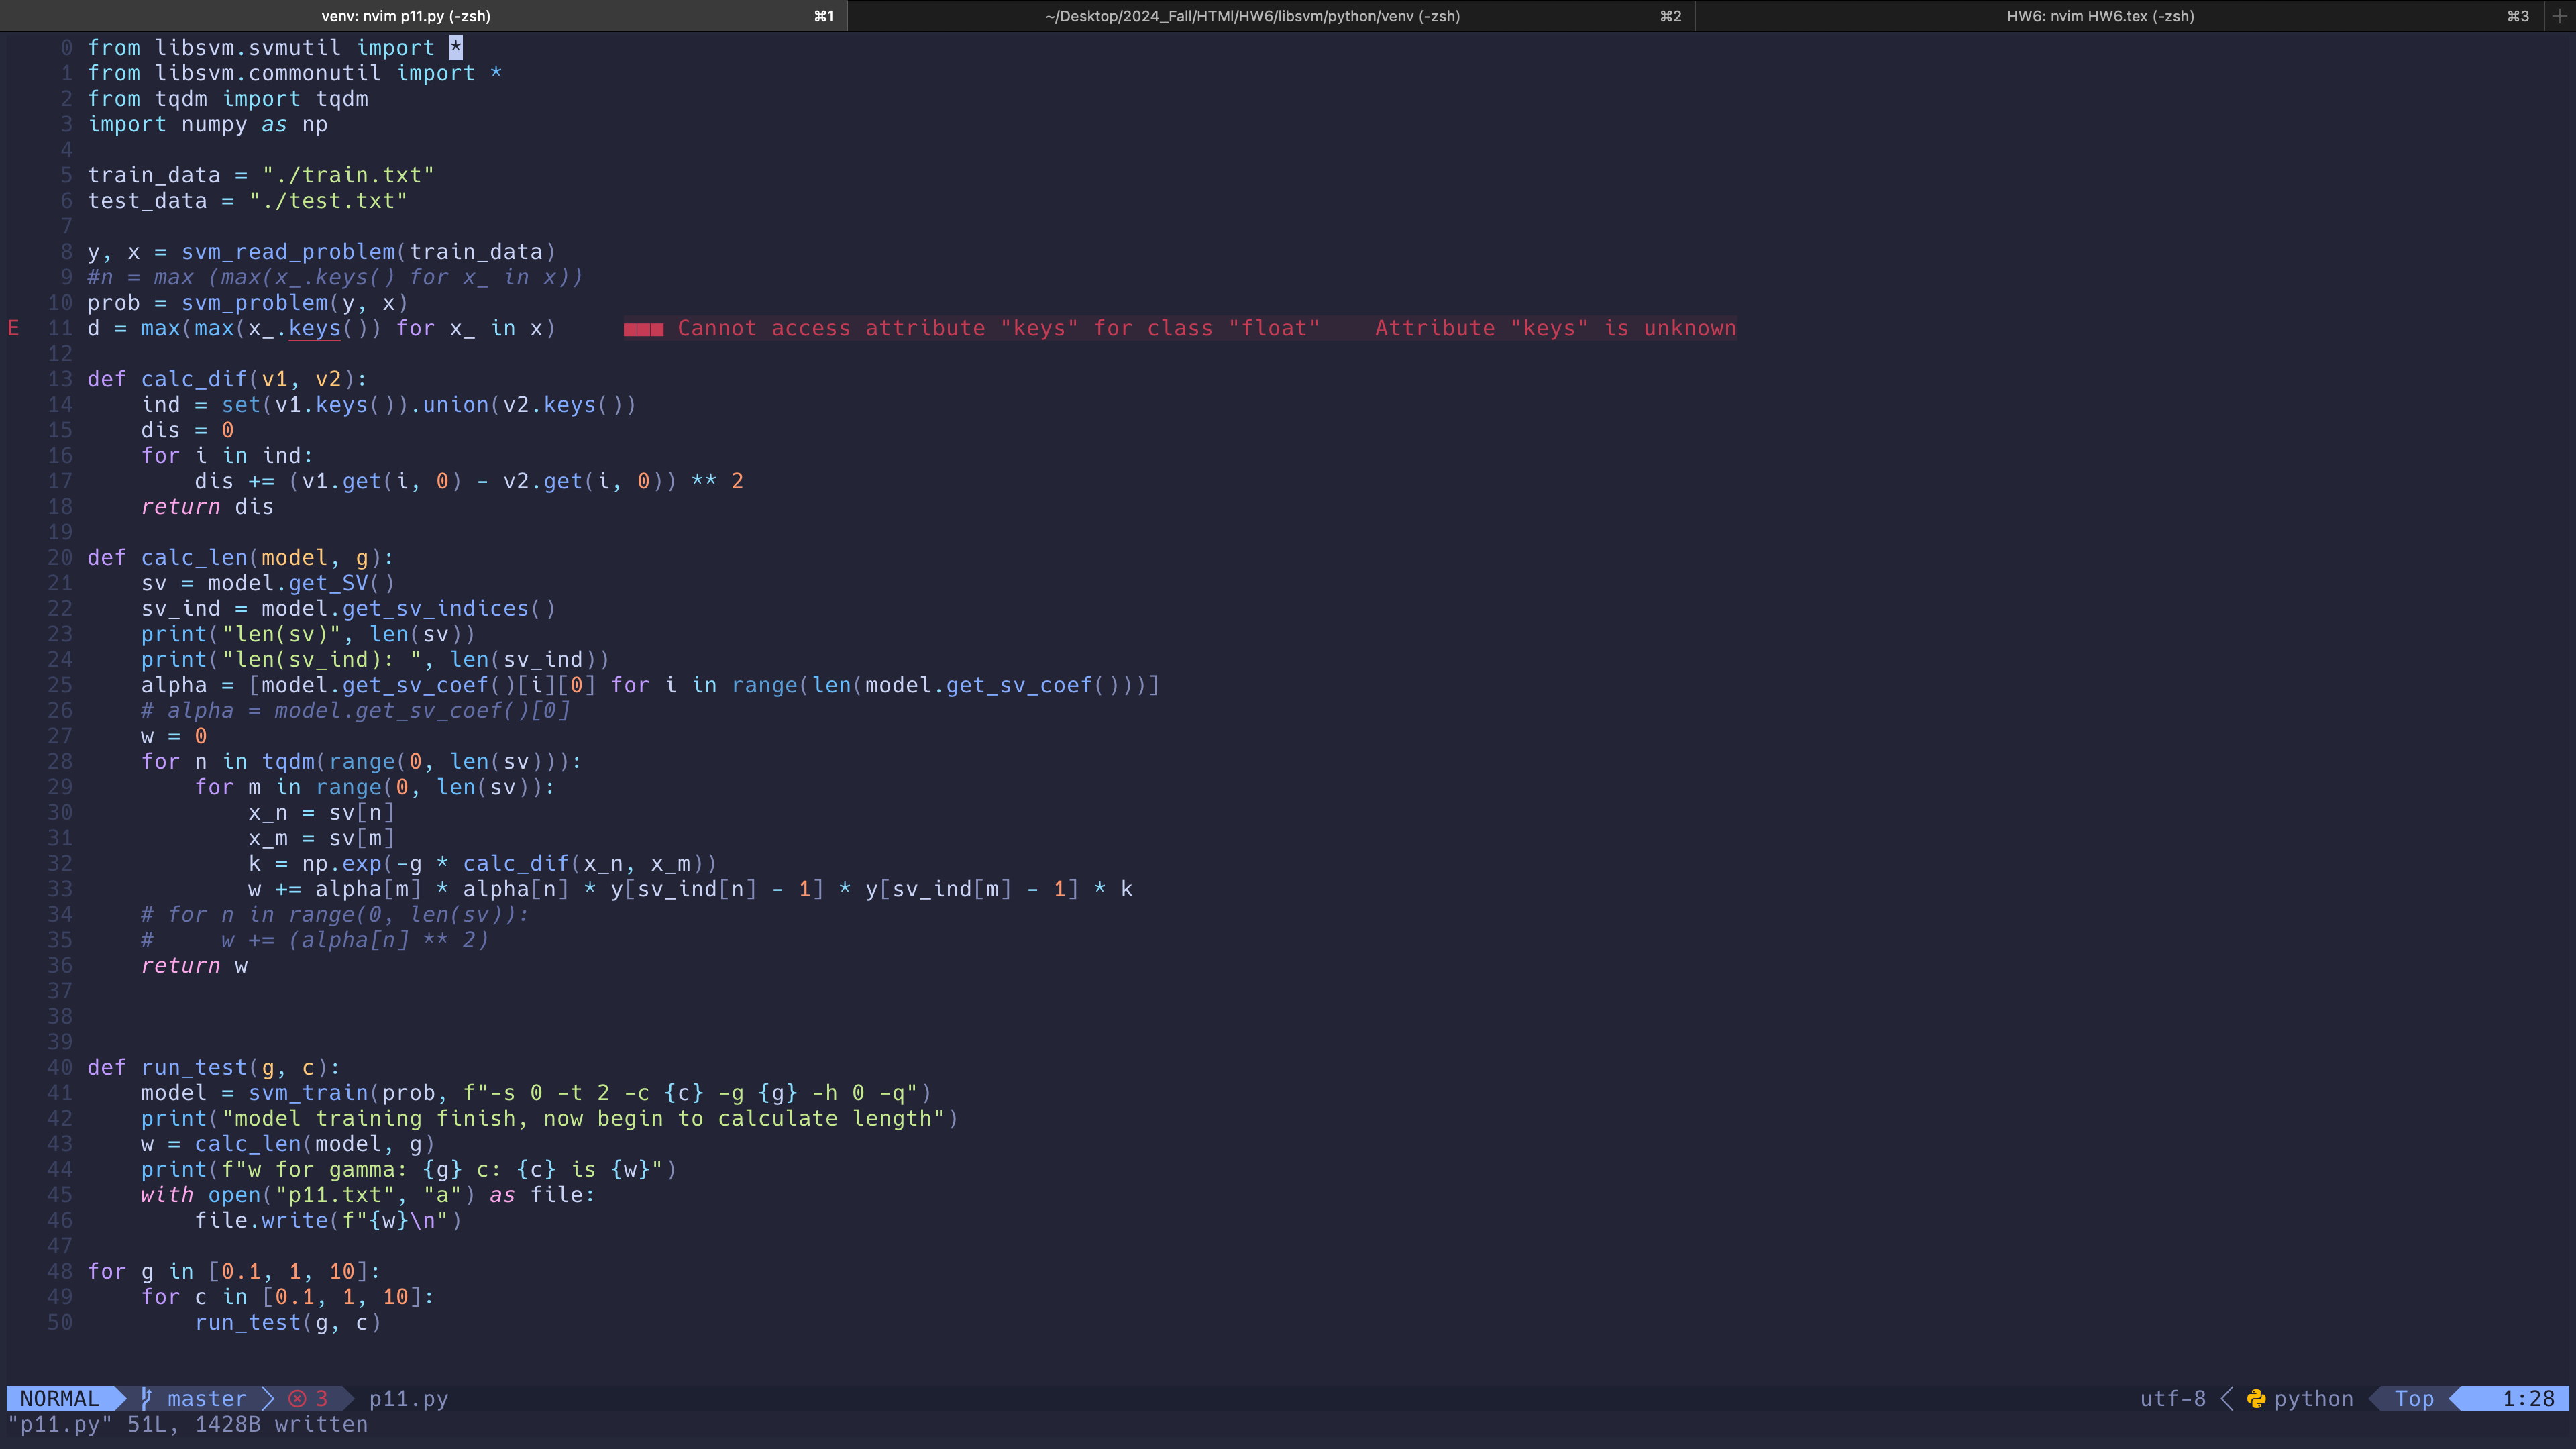 venv: nvim p11.py (-zsh) ⌘1 ~/Desktop/2024_Fall/HTMl/HW6/libsvm/python/venv (-zsh) ⌘2 HW6: nvim HW6.tex (-zsh) ⌘3
0 from libsvm.svmutil import *
1 from libsvm.commonutil import *
2 from tqdm import tqdm
3 import numpy as np
4
5 train_data = "./train.txt"
6 test_data = "./test.txt"
7
8 y, x = svm_read_problem(train_data)
9 #n = max (max(x_.keys() for x_ in x))
10 prob = svm_problem(y, x)
E 11 d = max(max(x_.keys()) for x_ in x) ■■■ Cannot access attribute "keys" for class "float" Attribute "keys" is unknown
12
13 def calc_dif(v1, v2):
14     ind = set(v1.keys()).union(v2.keys())
15     dis = 0
16     for i in ind:
17         dis += (v1.get(i, 0) - v2.get(i, 0)) ** 2
18     return dis
19
20 def calc_len(model, g):
21     sv = model.get_SV()
22     sv_ind = model.get_sv_indices()
23     print("len(sv)", len(sv))
24     print("len(sv_ind): ", len(sv_ind))
25     alpha = [model.get_sv_coef()[i][0] for i in range(len(model.get_sv_coef()))]
26     # alpha = model.get_sv_coef()[0]
27     w = 0
28     for n in tqdm(range(0, len(sv))):
29         for m in range(0, len(sv)):
30             x_n = sv[n]
31             x_m = sv[m]
32             k = np.exp(-g * calc_dif(x_n, x_m))
33             w += alpha[m] * alpha[n] * y[sv_ind[n] - 1] * y[sv_ind[m] - 1] * k
34     # for n in range(0, len(sv)):
35     #     w += (alpha[n] ** 2)
36     return w
37
38
39
40 def run_test(g, c):
41     model = svm_train(prob, f"-s 0 -t 2 -c {c} -g {g} -h 0 -q")
42     print("model training finish, now begin to calculate length")
43     w = calc_len(model, g)
44     print(f"w for gamma: {g} c: {c} is {w}")
45     with open("p11.txt", "a") as file:
46         file.write(f"{w}\n")
47
48 for g in [0.1, 1, 10]:
49     for c in [0.1, 1, 10]:
50         run_test(g, c)
NORMAL master 3 p11.py utf-8 python Top 1:28
"p11.py" 51L, 1428B written